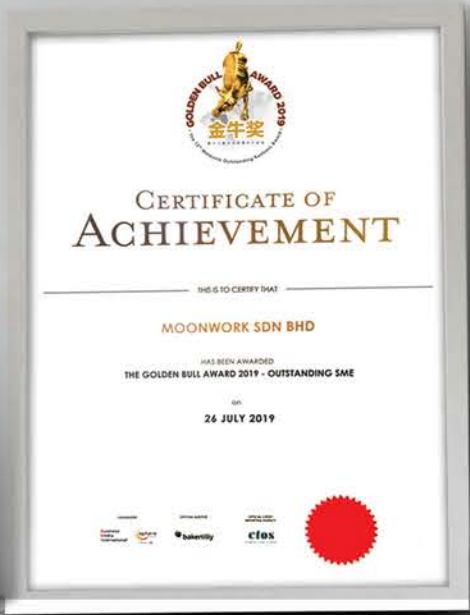 GOLDEN BULL AWARD 2019
金牛奖
CERTIFICATE OF
ACHIEVEMENT
THIS IS TO CERTIFY THAT
MOONWORK SDN BHD
HAS BEEN AWARDED
THE GOLDEN BULL AWARD 2019 - OUTSTANDING SME
on
26 JULY 2019
bakertilly
ctos